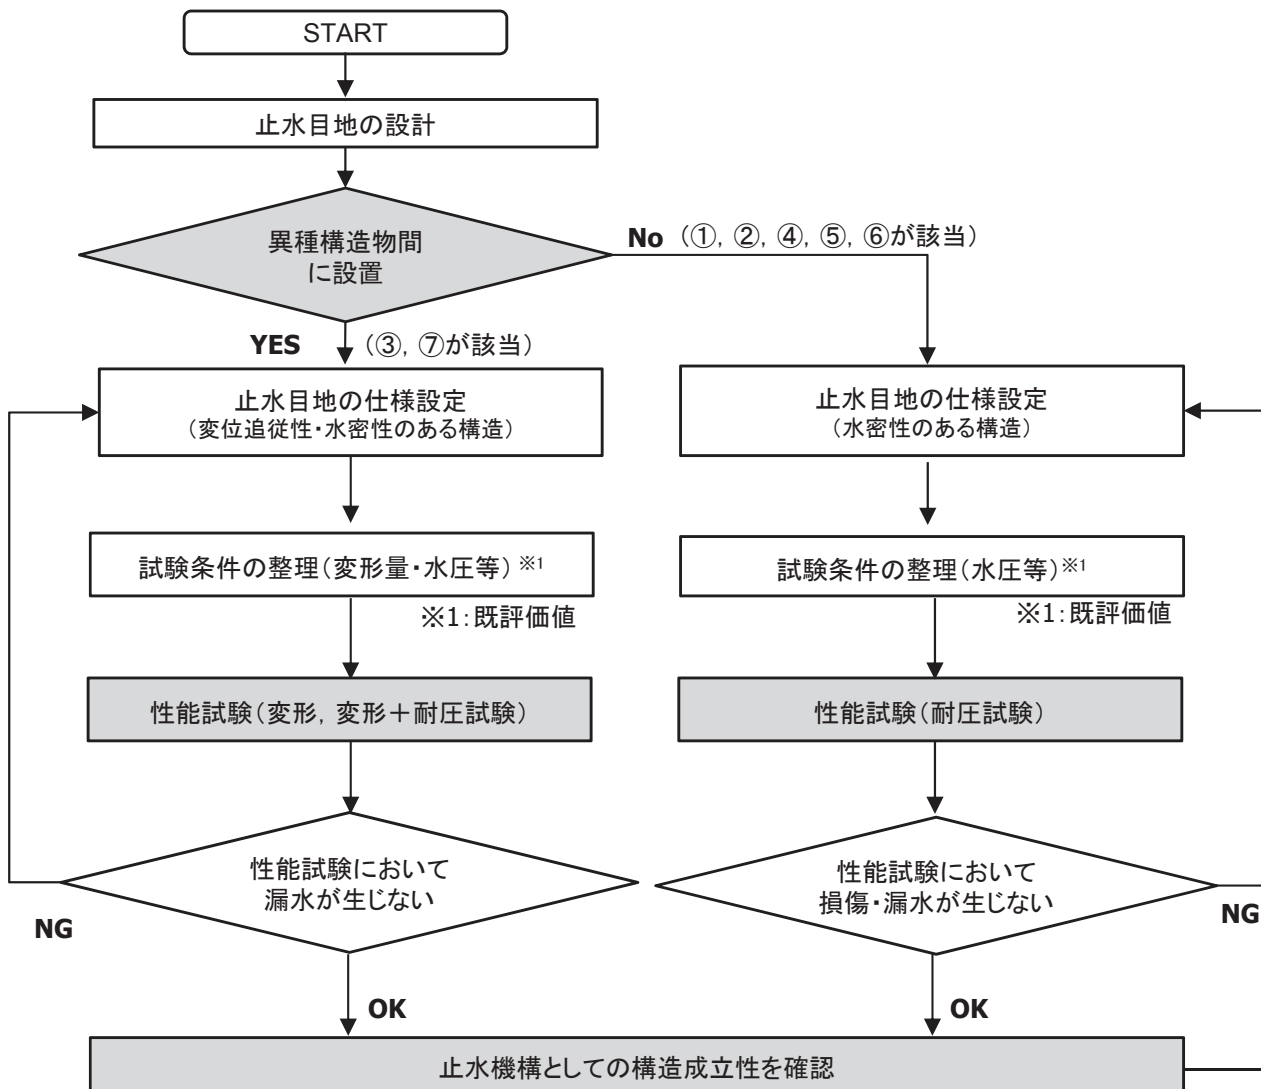 START
止水目地の設計
異種構造物間
に設置
No (①, ②, ④, ⑤, ⑥が該当)
YES (③, ⑦が該当)
止水目地の仕様設定
(変位追従性・水密性のある構造)
止水目地の仕様設定
(水密性のある構造)
試験条件の整理(変形量・水圧等)※1
※1:既評価値
試験条件の整理(水圧等)※1
※1:既評価値
性能試験(変形, 変形＋耐圧試験)
性能試験(耐圧試験)
性能試験において
漏水が生じない
NG
性能試験において
損傷・漏水が生じない
NG
OK
OK
止水機構としての構造成立性を確認